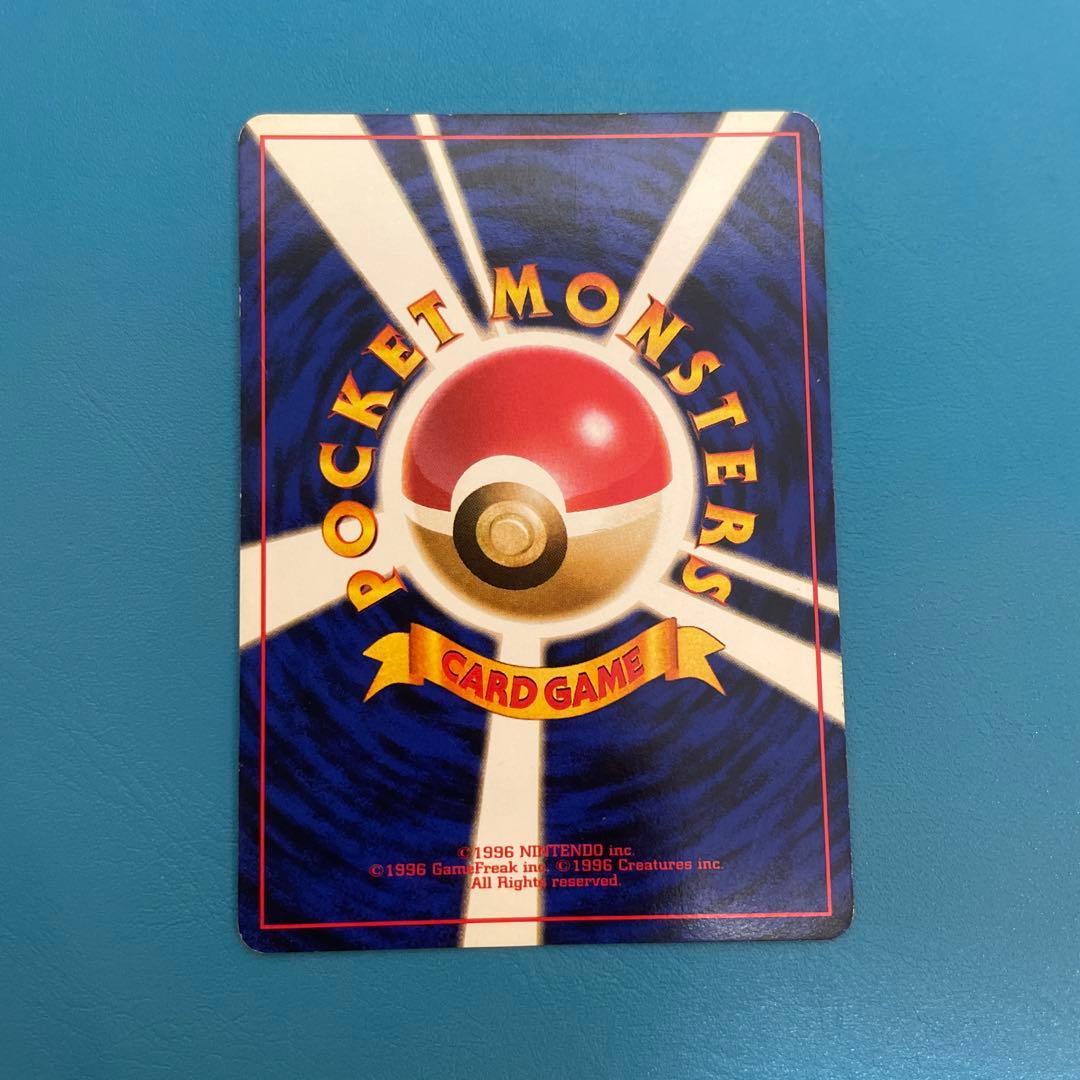 POCKET MONSTERS
CARD GAME
©1996 NINTENDO inc.
©1996 GameFreak inc. ©1996 Creatures inc.
All Rights reserved.